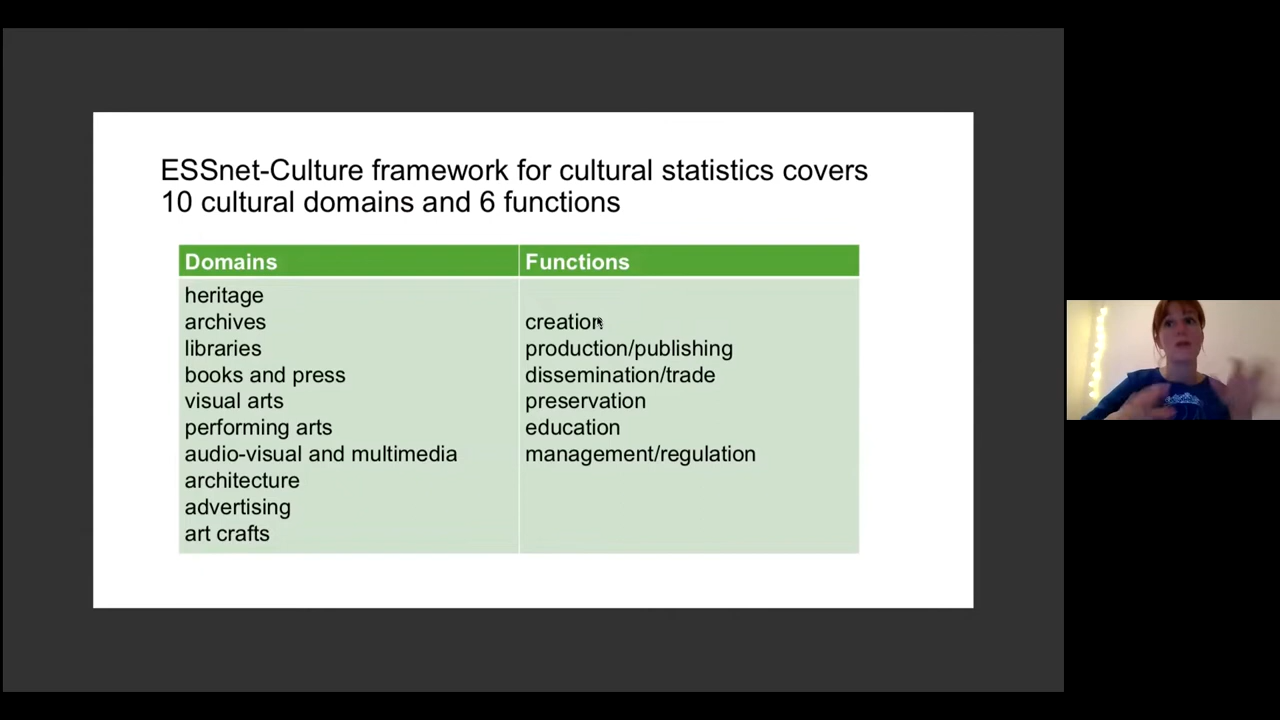 ESSnet-Culture framework for cultural statistics covers
10 cultural domains and 6 functions
Domains
Functions
heritage
archives
libraries
books and press
visual arts
performing arts
audio-visual and multimedia
architecture
advertising
art crafts
creation
production/publishing
dissemination/trade
preservation
education
management/regulation